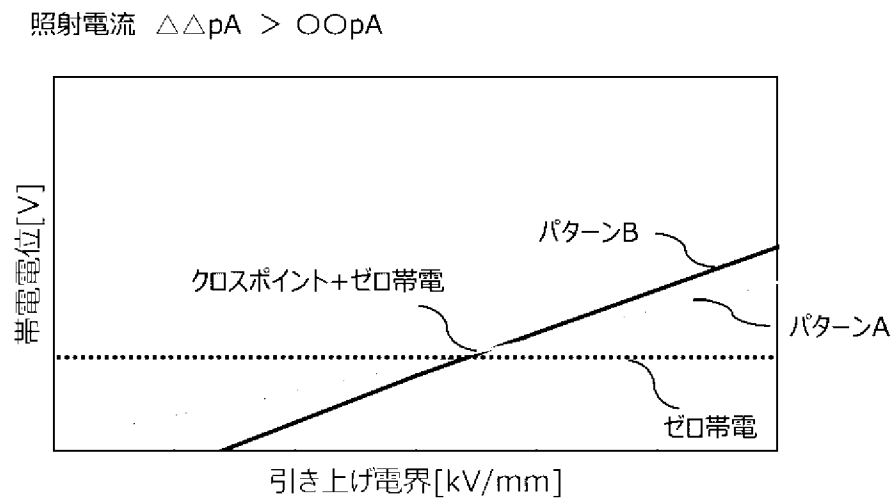 照射電流 △△pA ＞ 〇〇pA
帯電電位[V]
パターンB
クロスポイント+ゼロ帯電
パターンA
ゼロ帯電
引き上げ電界[kV/mm]